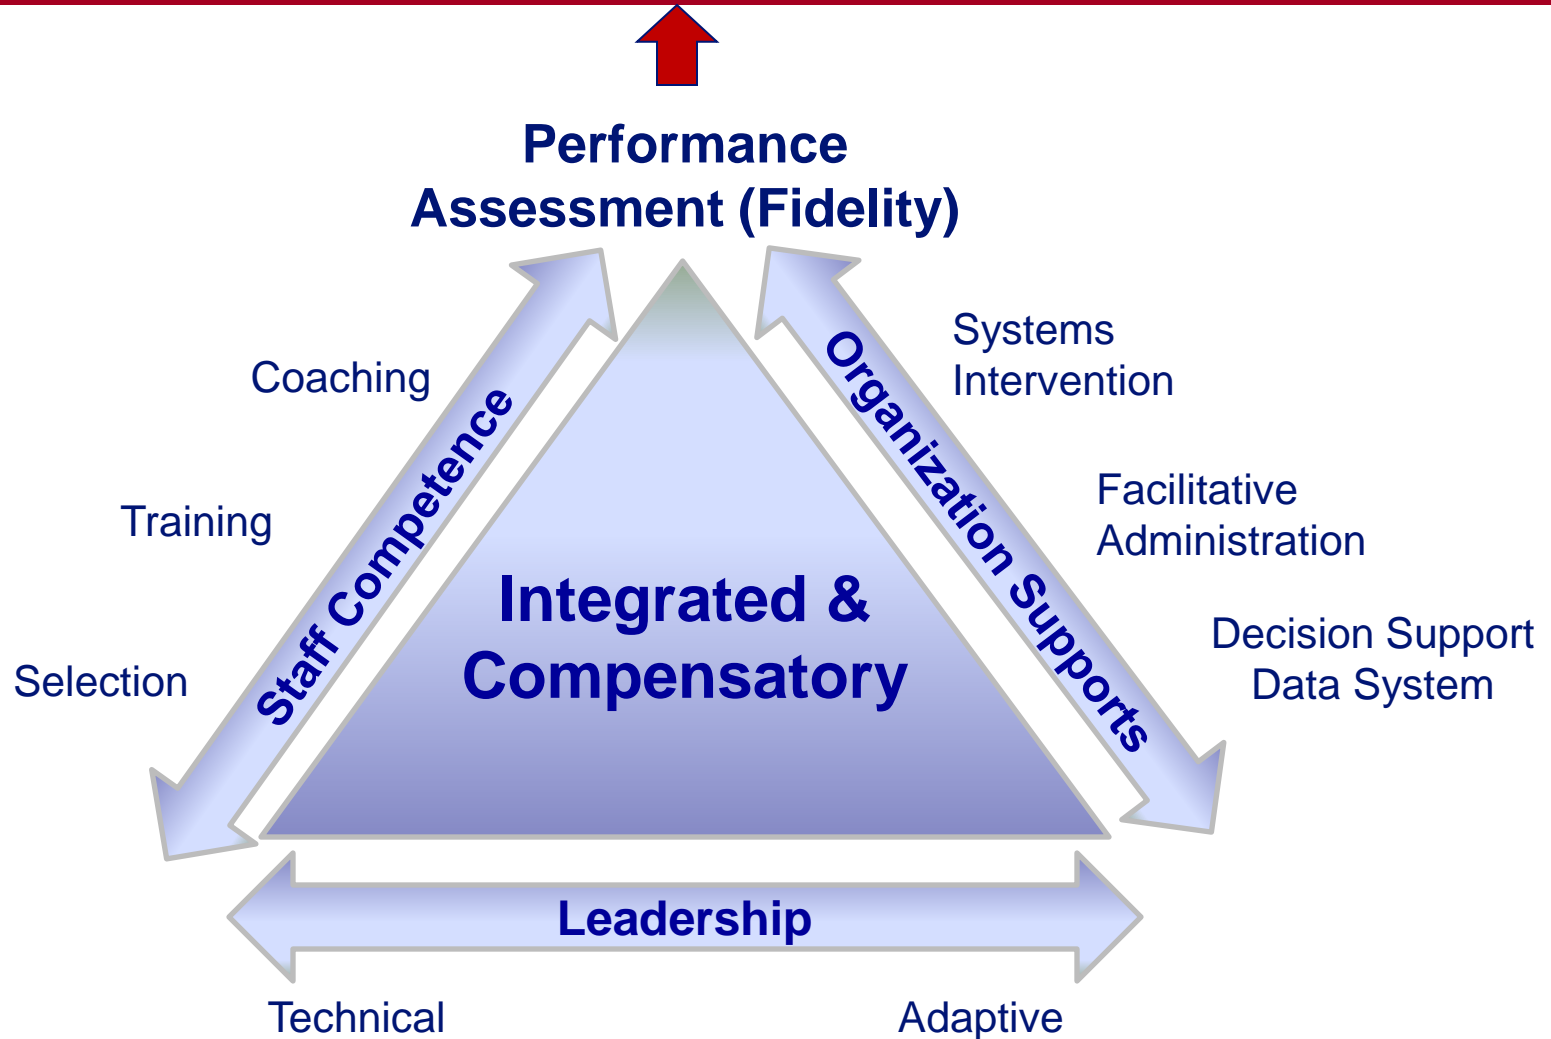 Performance
Assessment (Fidelity)
Coaching
Training
Selection
Staff Competence
Organization Supports
Systems
Intervention
Facilitative
Administration
Decision Support
Data System
Integrated &
Compensatory
Leadership
Technical
Adaptive